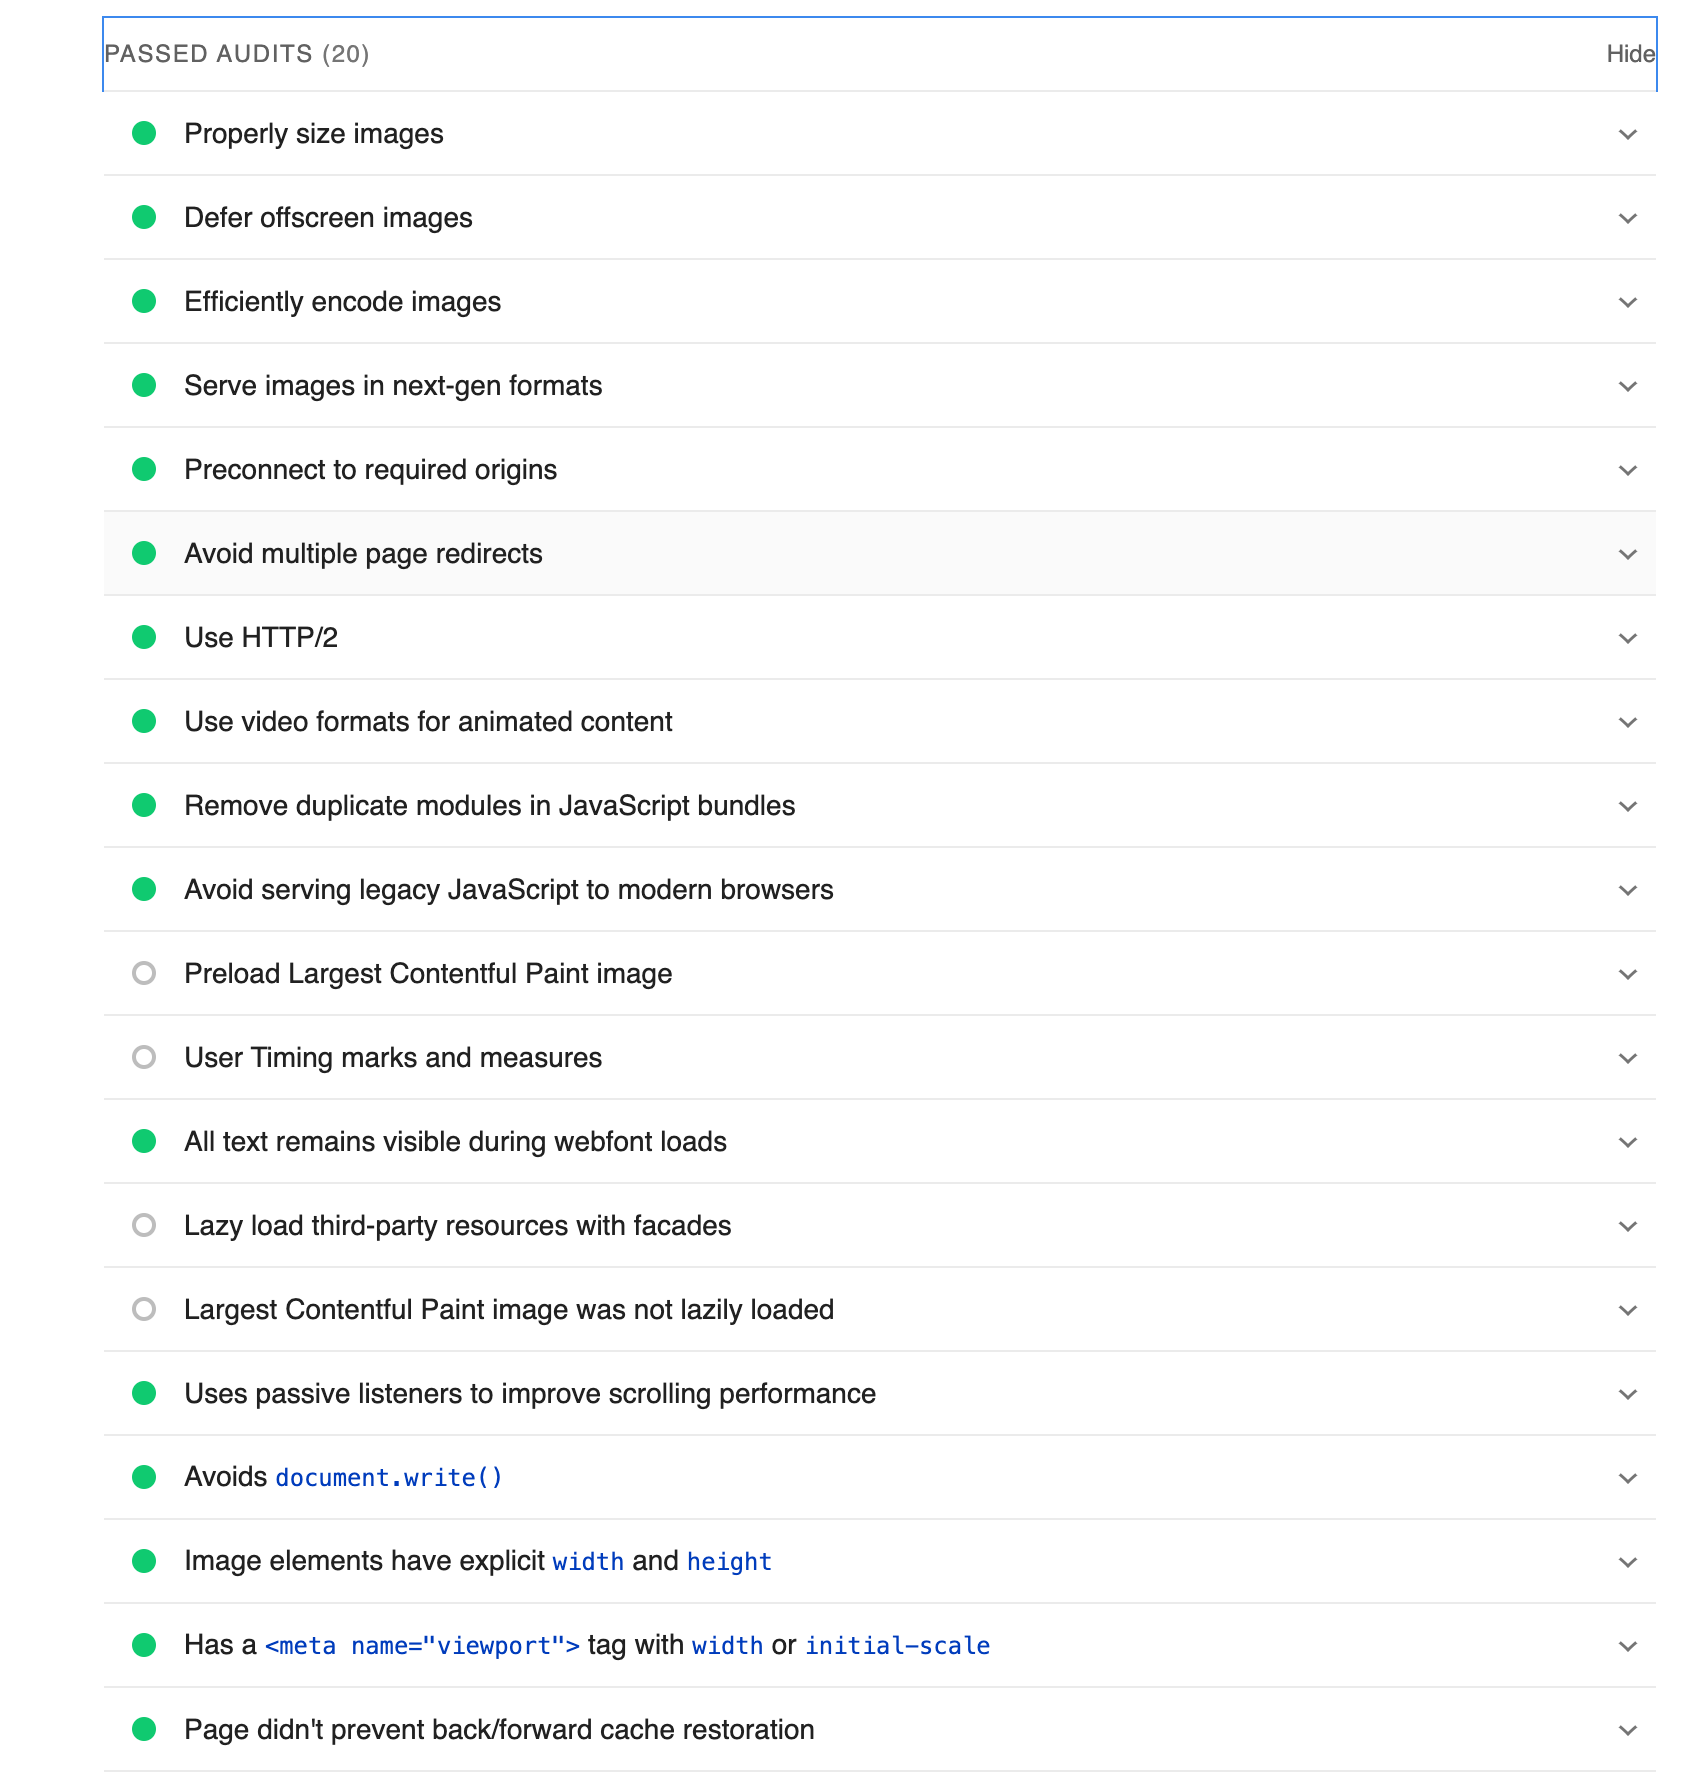 PASSED AUDITS (20) Hide
Properly size images
Defer offscreen images
Efficiently encode images
Serve images in next-gen formats
Preconnect to required origins
Avoid multiple page redirects
Use HTTP/2
Use video formats for animated content
Remove duplicate modules in JavaScript bundles
Avoid serving legacy JavaScript to modern browsers
Preload Largest Contentful Paint image
User Timing marks and measures
All text remains visible during webfont loads
Lazy load third-party resources with facades
Largest Contentful Paint image was not lazily loaded
Uses passive listeners to improve scrolling performance
Avoids document.write()
Image elements have explicit width and height
Has a <meta name="viewport"> tag with width or initial-scale
Page didn't prevent back/forward cache restoration